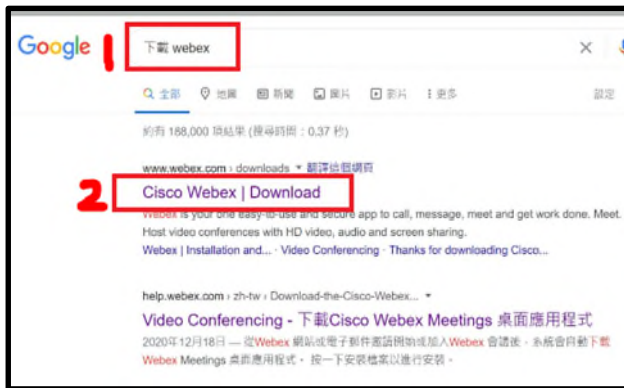 Google
1
下載 webex
全部 地圖 新聞 圖片 影片 更多 設定
約有 188,000 項結果 (搜尋時間：0.37 秒)
www.webex.com › downloads ▼ 翻譯這個網頁
2
Cisco Webex | Download
Webex is your one easy-to-use and secure app to call, message, meet and get work done. Meet.
Host video conferences with HD video, audio and screen sharing.
Webex | Installation and... · Video Conferencing · Thanks for downloading Cisco...
help.webex.com › zh-tw › Download-the-Cisco-Webex... ▼
Video Conferencing - 下載Cisco Webex Meetings 桌面應用程式
2020年12月18日 — 從Webex 網站或電子郵件邀請開始或加入Webex 會議後，系統會自動下載
Webex Meetings 桌面應用程式。 按一下安裝檔案以進行安裝。